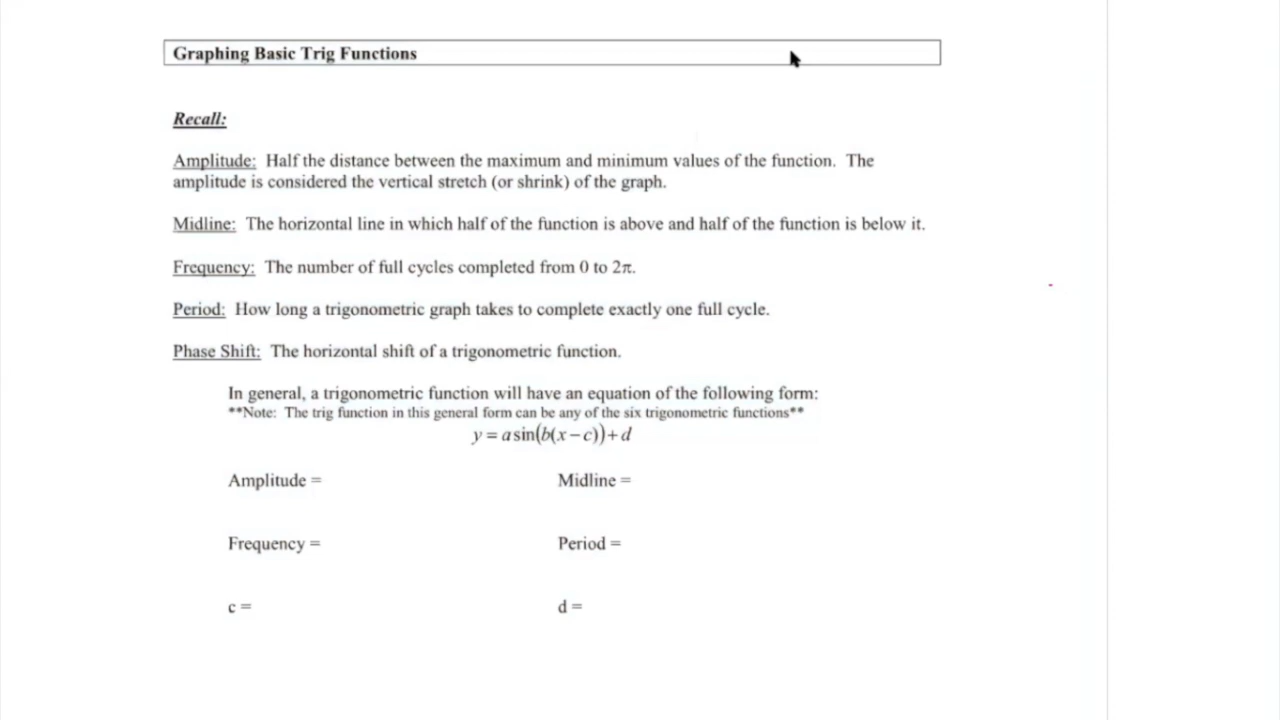 Graphing Basic Trig Functions
Recall:
Amplitude: Half the distance between the maximum and minimum values of the function. The
amplitude is considered the vertical stretch (or shrink) of the graph.
Midline: The horizontal line in which half of the function is above and half of the function is below it.
Frequency: The number of full cycles completed from 0 to 2π.
Period: How long a trigonometric graph takes to complete exactly one full cycle.
Phase Shift: The horizontal shift of a trigonometric function.
In general, a trigonometric function will have an equation of the following form:
**Note: The trig function in this general form can be any of the six trigonometric functions**
y = a sin(b(x − c)) + d
Amplitude = Midline =
Frequency = Period =
c = d =